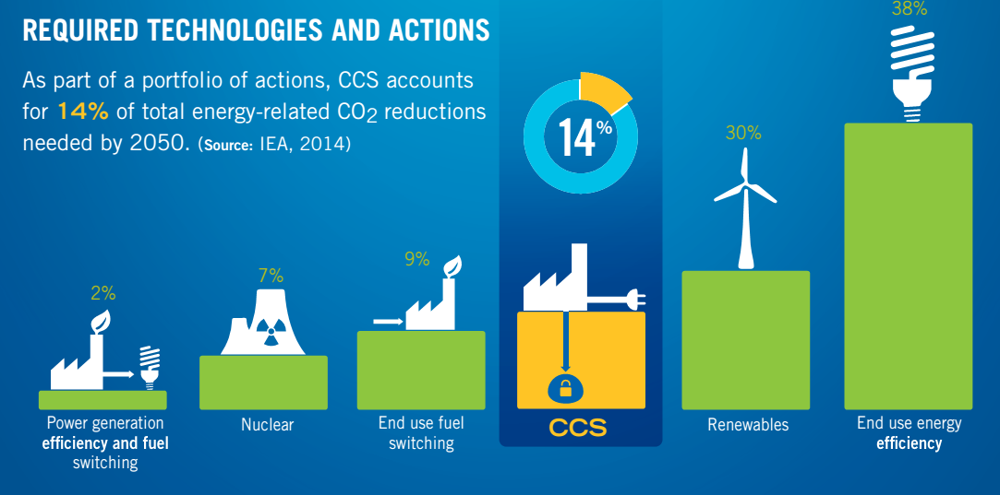 REQUIRED TECHNOLOGIES AND ACTIONS
As part of a portfolio of actions, CCS accounts
for 14% of total energy-related CO2 reductions
needed by 2050. (Source: IEA, 2014)
14%
2%
7%
9%
30%
38%
Power generation
efficiency and fuel
switching
Nuclear
End use fuel
switching
CCS
Renewables
End use energy
efficiency